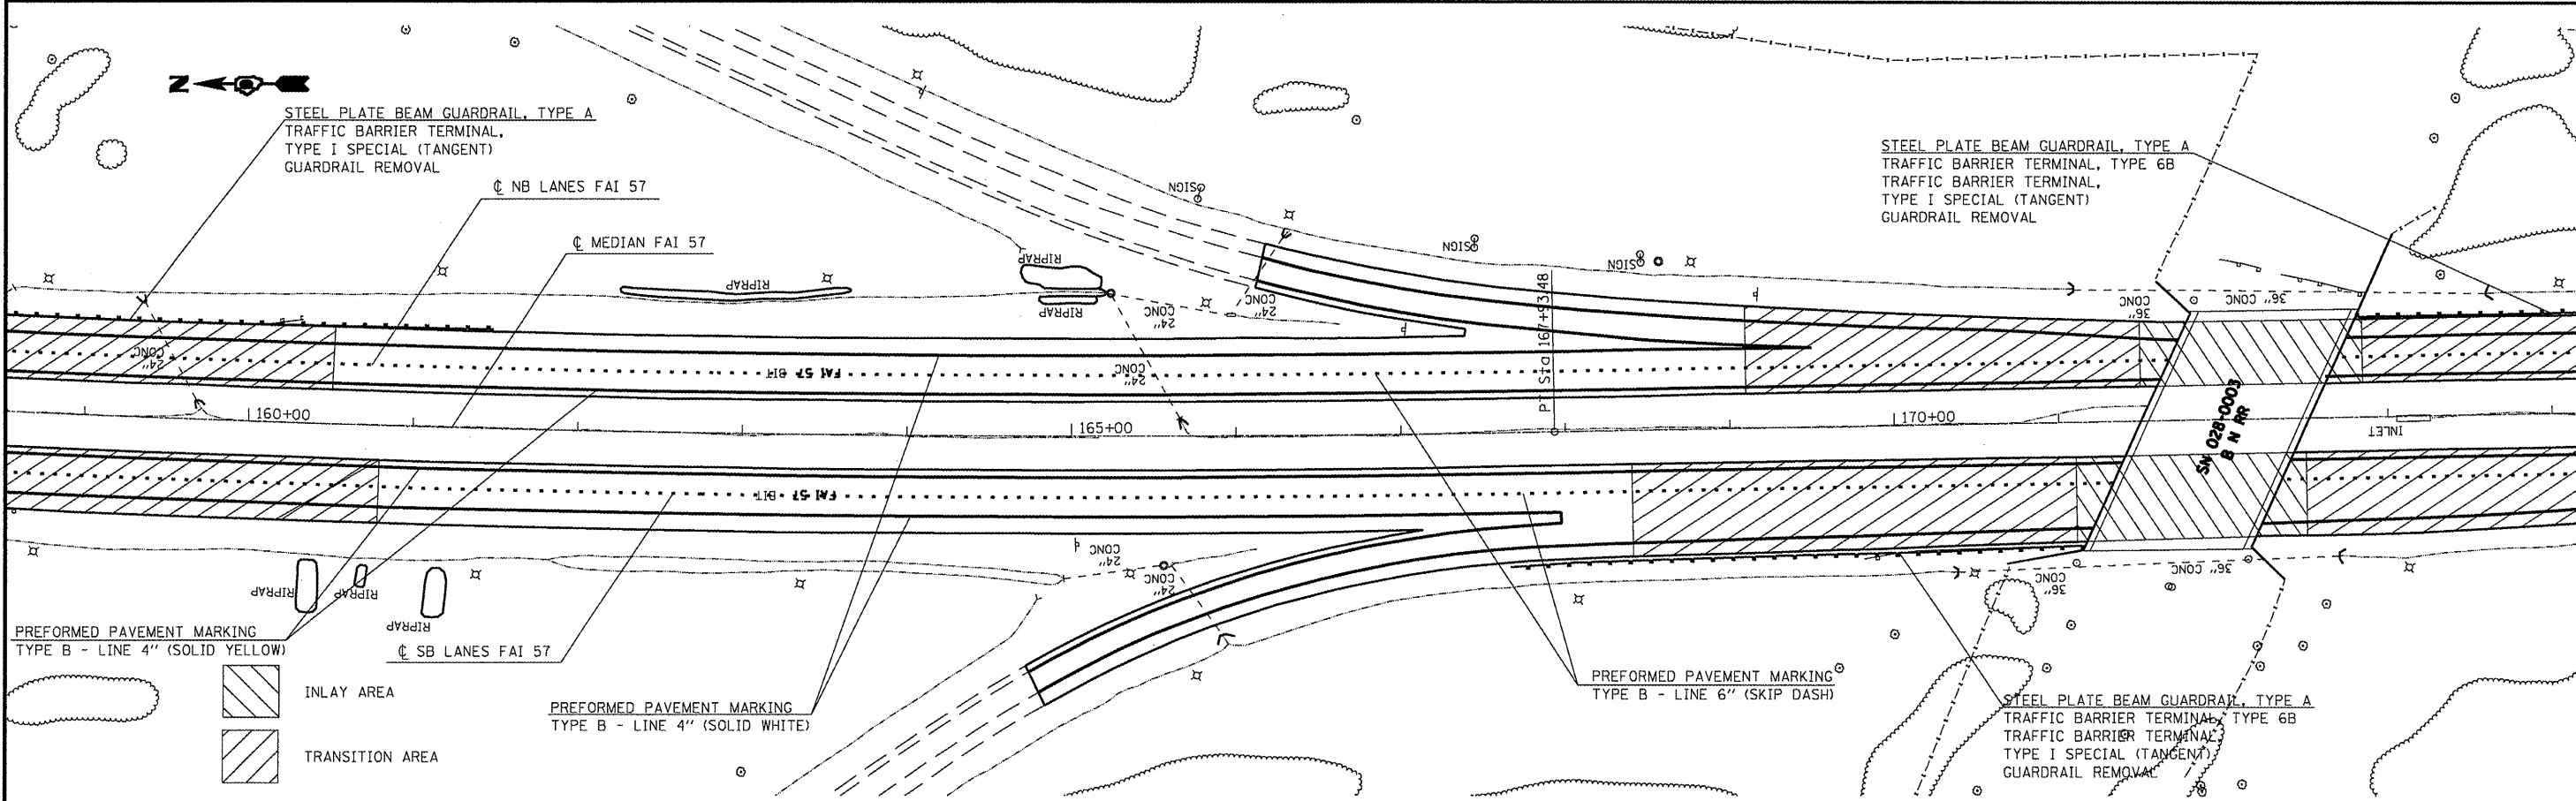 N
STEEL PLATE BEAM GUARDRAIL, TYPE A
TRAFFIC BARRIER TERMINAL,
TYPE I SPECIAL (TANGENT)
GUARDRAIL REMOVAL
℄ NB LANES FAI 57
℄ MEDIAN FAI 57
STEEL PLATE BEAM GUARDRAIL, TYPE A
TRAFFIC BARRIER TERMINAL, TYPE 6B
TRAFFIC BARRIER TERMINAL,
TYPE I SPECIAL (TANGENT)
GUARDRAIL REMOVAL
SIGN
SIGN
SIGN
RIPRAP
RIPRAP
RIPRAP
24"
CONC
24"
CONC
36"
CONC
36" CONC
24"
CONC
FAI 57 BIT
24"
CONC
PI Sta 167+93.48
160+00
165+00
170+00
SN 028-0003
B N RR
INLET
FAI 57 BIT
24"
CONC
24"
CONC
36"
CONC
36" CONC
RIPRAP
RIPRAP
RIPRAP
PREFORMED PAVEMENT MARKING
TYPE B - LINE 4" (SOLID YELLOW)
℄ SB LANES FAI 57
INLAY AREA
TRANSITION AREA
PREFORMED PAVEMENT MARKING
TYPE B - LINE 4" (SOLID WHITE)
PREFORMED PAVEMENT MARKING
TYPE B - LINE 6" (SKIP DASH)
STEEL PLATE BEAM GUARDRAIL, TYPE A
TRAFFIC BARRIER TERMINAL, TYPE 6B
TRAFFIC BARRIER TERMINAL,
TYPE I SPECIAL (TANGENT)
GUARDRAIL REMOVAL